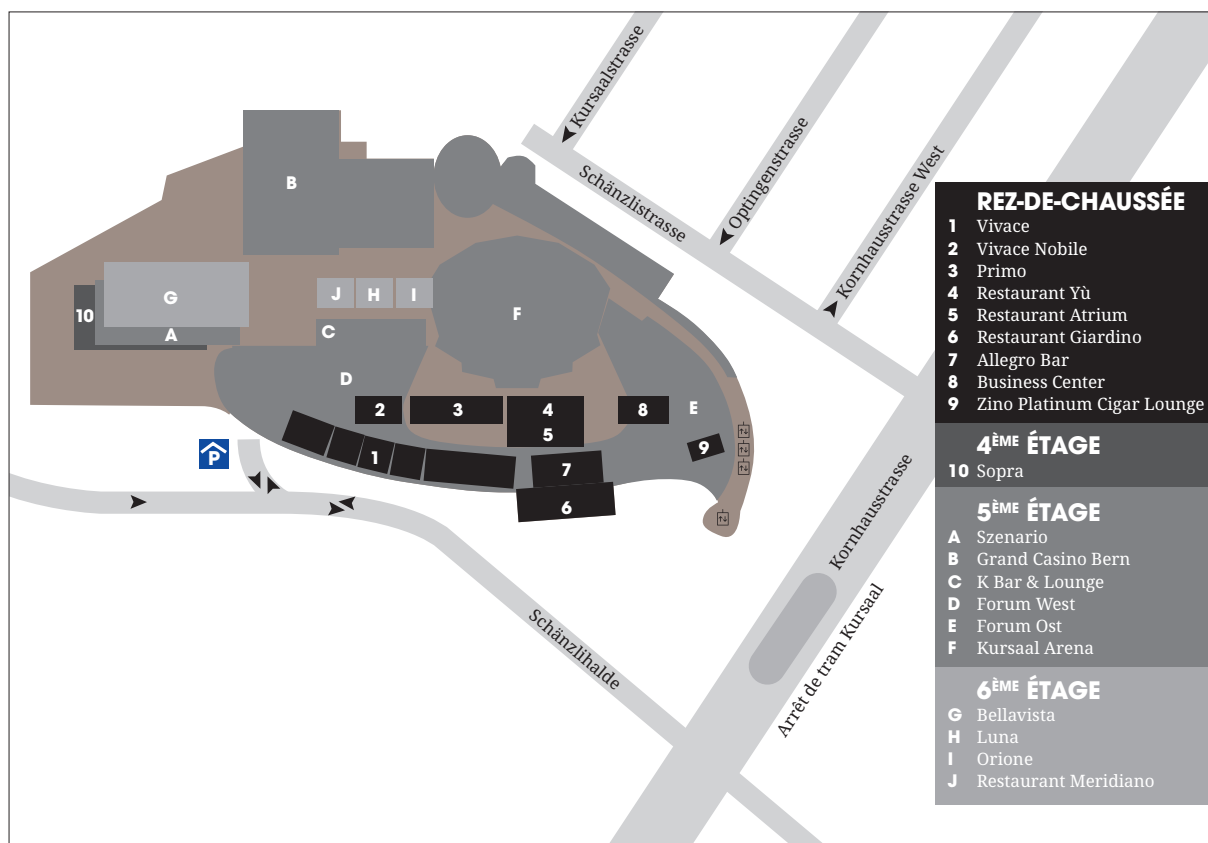 Kursaalstrasse
Optingenstrasse
Kornhausstrasse West
Schänzlistrasse
B
G
10
A
J
H
I
C
F
D
2
3
4
5
8
E
9
1
7
6
P
Schänzlihalde
Kornhausstrasse
Arrêt de tram Kursaal
REZ-DE-CHAUSSÉE
1 Vivace
2 Vivace Nobile
3 Primo
4 Restaurant Yù
5 Restaurant Atrium
6 Restaurant Giardino
7 Allegro Bar
8 Business Center
9 Zino Platinum Cigar Lounge
4ÈME ÉTAGE
10 Sopra
5ÈME ÉTAGE
A Szenario
B Grand Casino Bern
C K Bar & Lounge
D Forum West
E Forum Ost
F Kursaal Arena
6ÈME ÉTAGE
G Bellavista
H Luna
I Orione
J Restaurant Meridiano